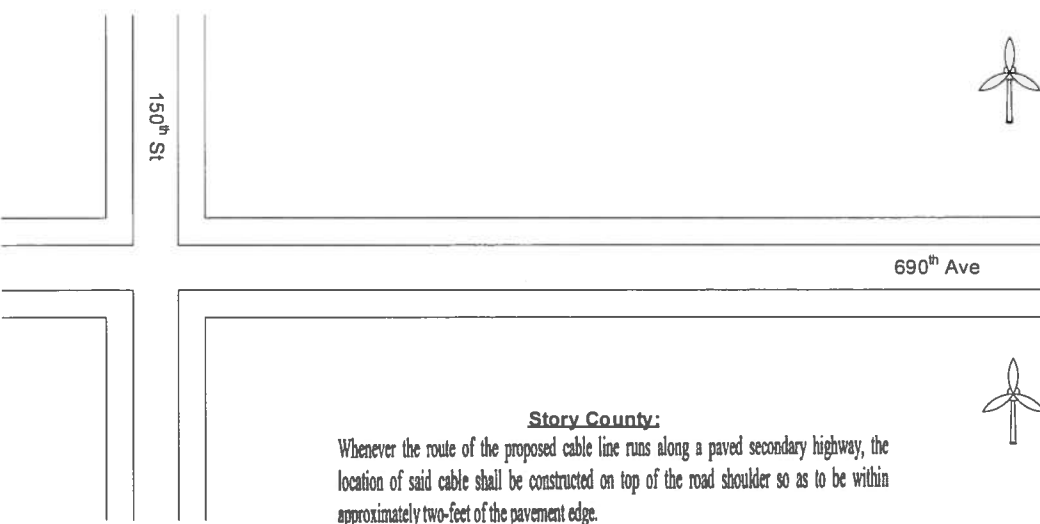 150th St
690th Ave
Story County:
Whenever the route of the proposed cable line runs along a paved secondary highway, the
location of said cable shall be constructed on top of the road shoulder so as to be within
approximately two-feet of the pavement edge.